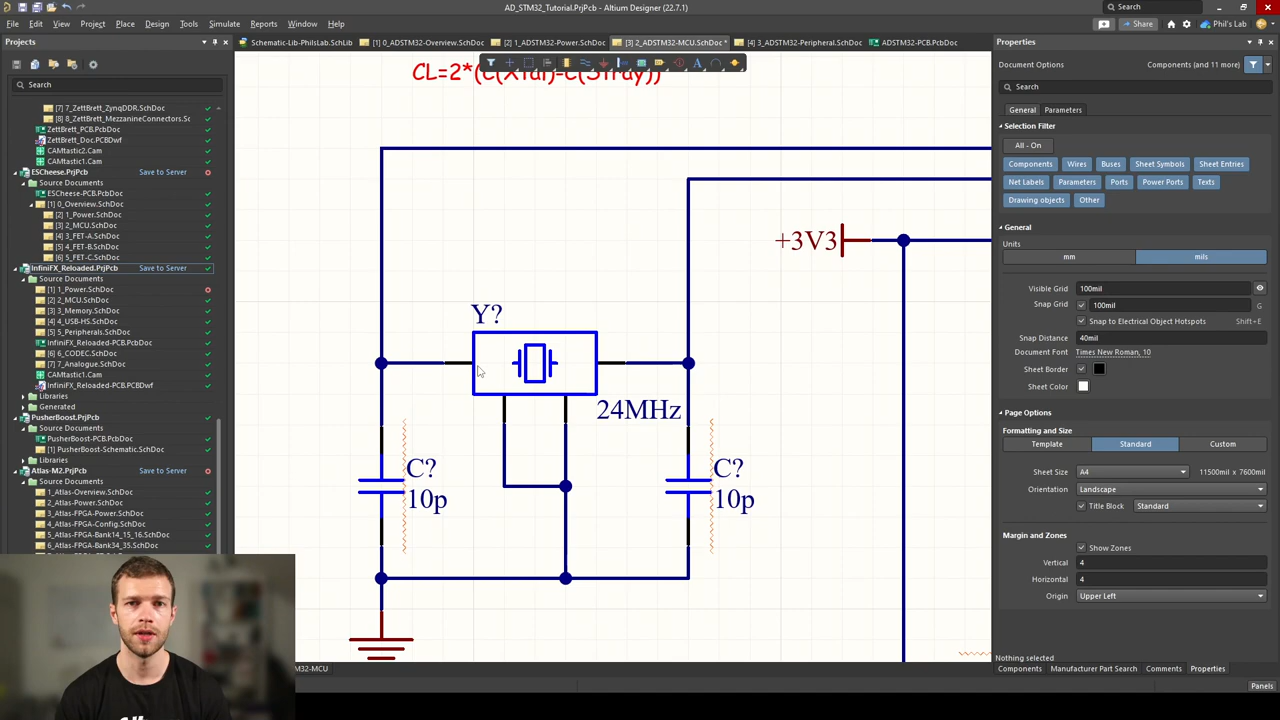 AD_STM32_Tutorial.PrjPcb - Altium Designer (22.7.1)
Search
File Edit View Project Place Design Tools Simulate Reports Window Help
Share
Phil's Lab
Projects
Schematic-Lib-PhilsLab.SchLib
[1] 0_ADSTM32-Overview.SchDoc
[2] 1_ADSTM32-Power.SchDoc
[3] 2_ADSTM32-MCU.SchDoc *
[4] 3_ADSTM32-Peripheral.SchDoc
ADSTM32-PCB.PcbDoc
Search
[7] 7_ZettBrett_ZynqDDR.SchDoc
[8] 8_ZettBrett_MezzanineConnectors.Sc
ZettBrett_PCB.PcbDoc
ZettBrett_Doc.PCBDwf
CAMtastic2.Cam
CAMtastic1.Cam
ESCheese.PrjPcb Save to Server
Source Documents
ESCheese-PCB.PcbDoc
[1] 0_Overview.SchDoc
[2] 1_Power.SchDoc
[3] 2_MCU.SchDoc
[4] 3_FET-A.SchDoc
[5] 4_FET-B.SchDoc
[6] 5_FET-C.SchDoc
InfiniFX_Reloaded.PrjPcb Save to Server
Source Documents
[1] 1_Power.SchDoc
[2] 2_MCU.SchDoc
[3] 3_Memory.SchDoc
[4] 4_USB-HS.SchDoc
[5] 5_Peripherals.SchDoc
InfiniFX_Reloaded-PCB.PcbDoc
[6] 6_CODEC.SchDoc
[7] 7_Analogue.SchDoc
CAMtastic1.Cam
InfiniFX_Reloaded-PCB.PCBDwf
Libraries
Generated
PusherBoost.PrjPcb Save to Server
Source Documents
PusherBoost-PCB.PcbDoc
[1] PusherBoost-Schematic.SchDoc
Libraries
Atlas-M2.PrjPcb Save to Server
Source Documents
1_Atlas-Overview.SchDoc
2_Atlas-Power.SchDoc
3_Atlas-FPGA-Power.SchDoc
4_Atlas-FPGA-Config.SchDoc
5_Atlas-FPGA-Bank14_15_16.SchDoc
6_Atlas-FPGA-Bank34_35.SchDoc
CL=2*(C(Xtal)-C(Stray))
+3V3
Y?
24MHz
C?
10p
C?
10p
Properties
Document Options Components (and 11 more)
Search
General Parameters
Selection Filter
All - On
Components Wires Buses Sheet Symbols Sheet Entries
Net Labels Parameters Ports Power Ports Texts
Drawing objects Other
General
Units
mm mils
Visible Grid 100mil
Snap Grid 100mil G
Snap to Electrical Object Hotspots Shift+E
Snap Distance 40mil
Document Font Times New Roman, 10
Sheet Border
Sheet Color
Page Options
Formatting and Size
Template Standard Custom
Sheet Size A4 11500mil x 7600mil
Orientation Landscape
Title Block Standard
Margin and Zones
Show Zones
Vertical 4
Horizontal 4
Origin Upper Left
Nothing selected
Components Manufacturer Part Search Comments Properties
Panels